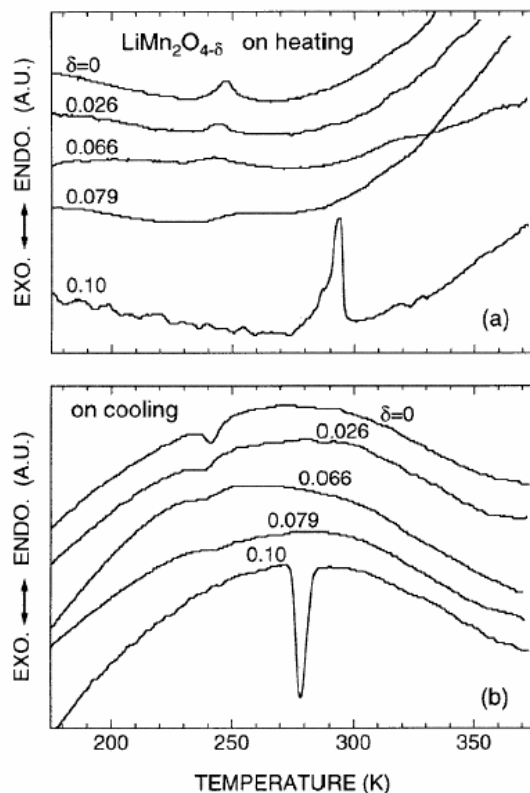 LiMn₂O₄₋δ on heating
δ=0
0.026
0.066
0.079
0.10
(a)
EXO. ⟷ ENDO. (A.U.)
on cooling
δ=0
0.026
0.066
0.079
0.10
(b)
EXO. ⟷ ENDO. (A.U.)
200 250 300 350
TEMPERATURE (K)